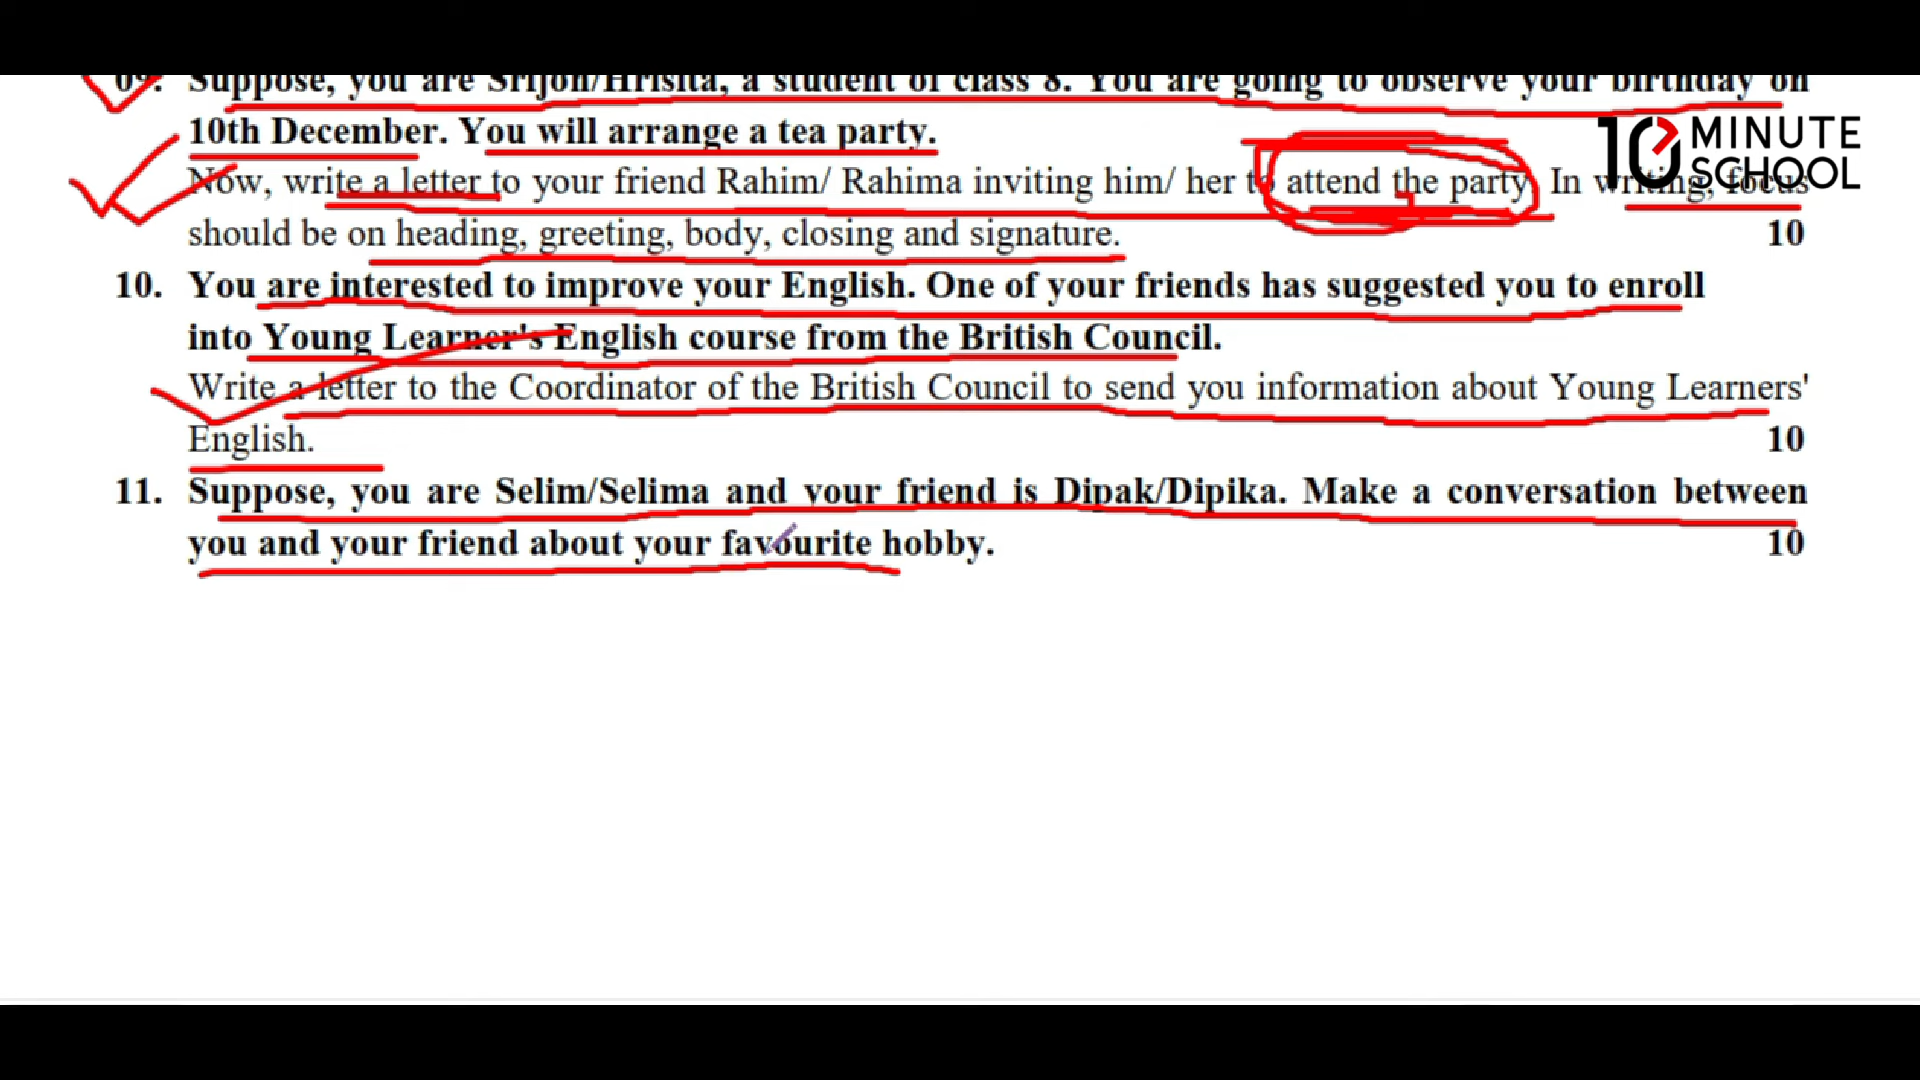 09. Suppose, you are Srijon/Hrisita, a student of class 8. You are going to observe your birthday on
10th December. You will arrange a tea party.
10 MINUTE SCHOOL
Now, write a letter to your friend Rahim/ Rahima inviting him/ her to attend the party. In writing, focus
should be on heading, greeting, body, closing and signature. 10
10. You are interested to improve your English. One of your friends has suggested you to enroll
into Young Learner's English course from the British Council.
Write a letter to the Coordinator of the British Council to send you information about Young Learners'
English. 10
11. Suppose, you are Selim/Selima and your friend is Dipak/Dipika. Make a conversation between
you and your friend about your favourite hobby. 10